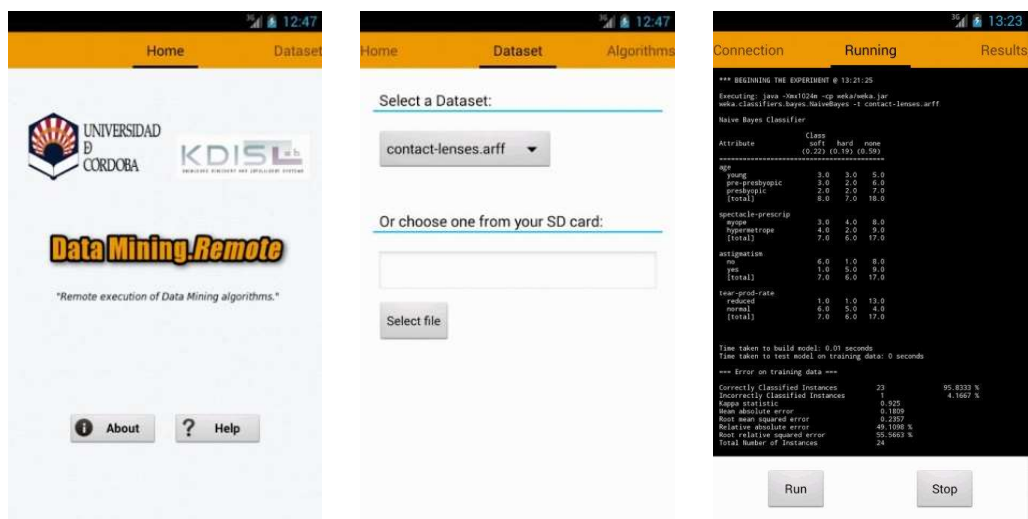 12:47
Home Dataset
UNIVERSIDAD
D
CORDOBA
KDIS Lab
KNOWLEDGE DISCOVERY AND INTELLIGENT SYSTEMS
Data Mining.Remote
"Remote execution of Data Mining algorithms."
About
? Help
3G 12:47
Home Dataset Algorithms
Select a Dataset:
contact-lenses.arff
Or choose one from your SD card:
Select file
3G 13:23
Connection Running Results
*** BEGINNING THE EXPERIMENT @ 13:21:25
Executing: java -Xmx1024m -cp weka/weka.jar
weka.classifiers.bayes.NaiveBayes -t contact-lenses.arff
Naive Bayes Classifier
Class
Attribute soft hard none
(0.22) (0.19) (0.59)
===============================================
age
young 3.0 3.0 5.0
pre-presbyopic 3.0 2.0 6.0
presbyopic 2.0 2.0 7.0
[total] 8.0 7.0 18.0
spectacle-prescrip
myope 3.0 4.0 8.0
hypermetrope 4.0 2.0 9.0
[total] 7.0 6.0 17.0
astigmatism
no 6.0 1.0 8.0
yes 1.0 5.0 9.0
[total] 7.0 6.0 17.0
tear-prod-rate
reduced 1.0 1.0 13.0
normal 6.0 5.0 4.0
[total] 7.0 6.0 17.0
Time taken to build model: 0.01 seconds
Time taken to test model on training data: 0 seconds
=== Error on training data ===
Correctly Classified Instances 23 95.8333 %
Incorrectly Classified Instances 1 4.1667 %
Kappa statistic 0.925
Mean absolute error 0.1809
Root mean squared error 0.2357
Relative absolute error 49.1098 %
Root relative squared error 55.5663 %
Total Number of Instances 24
Run Stop